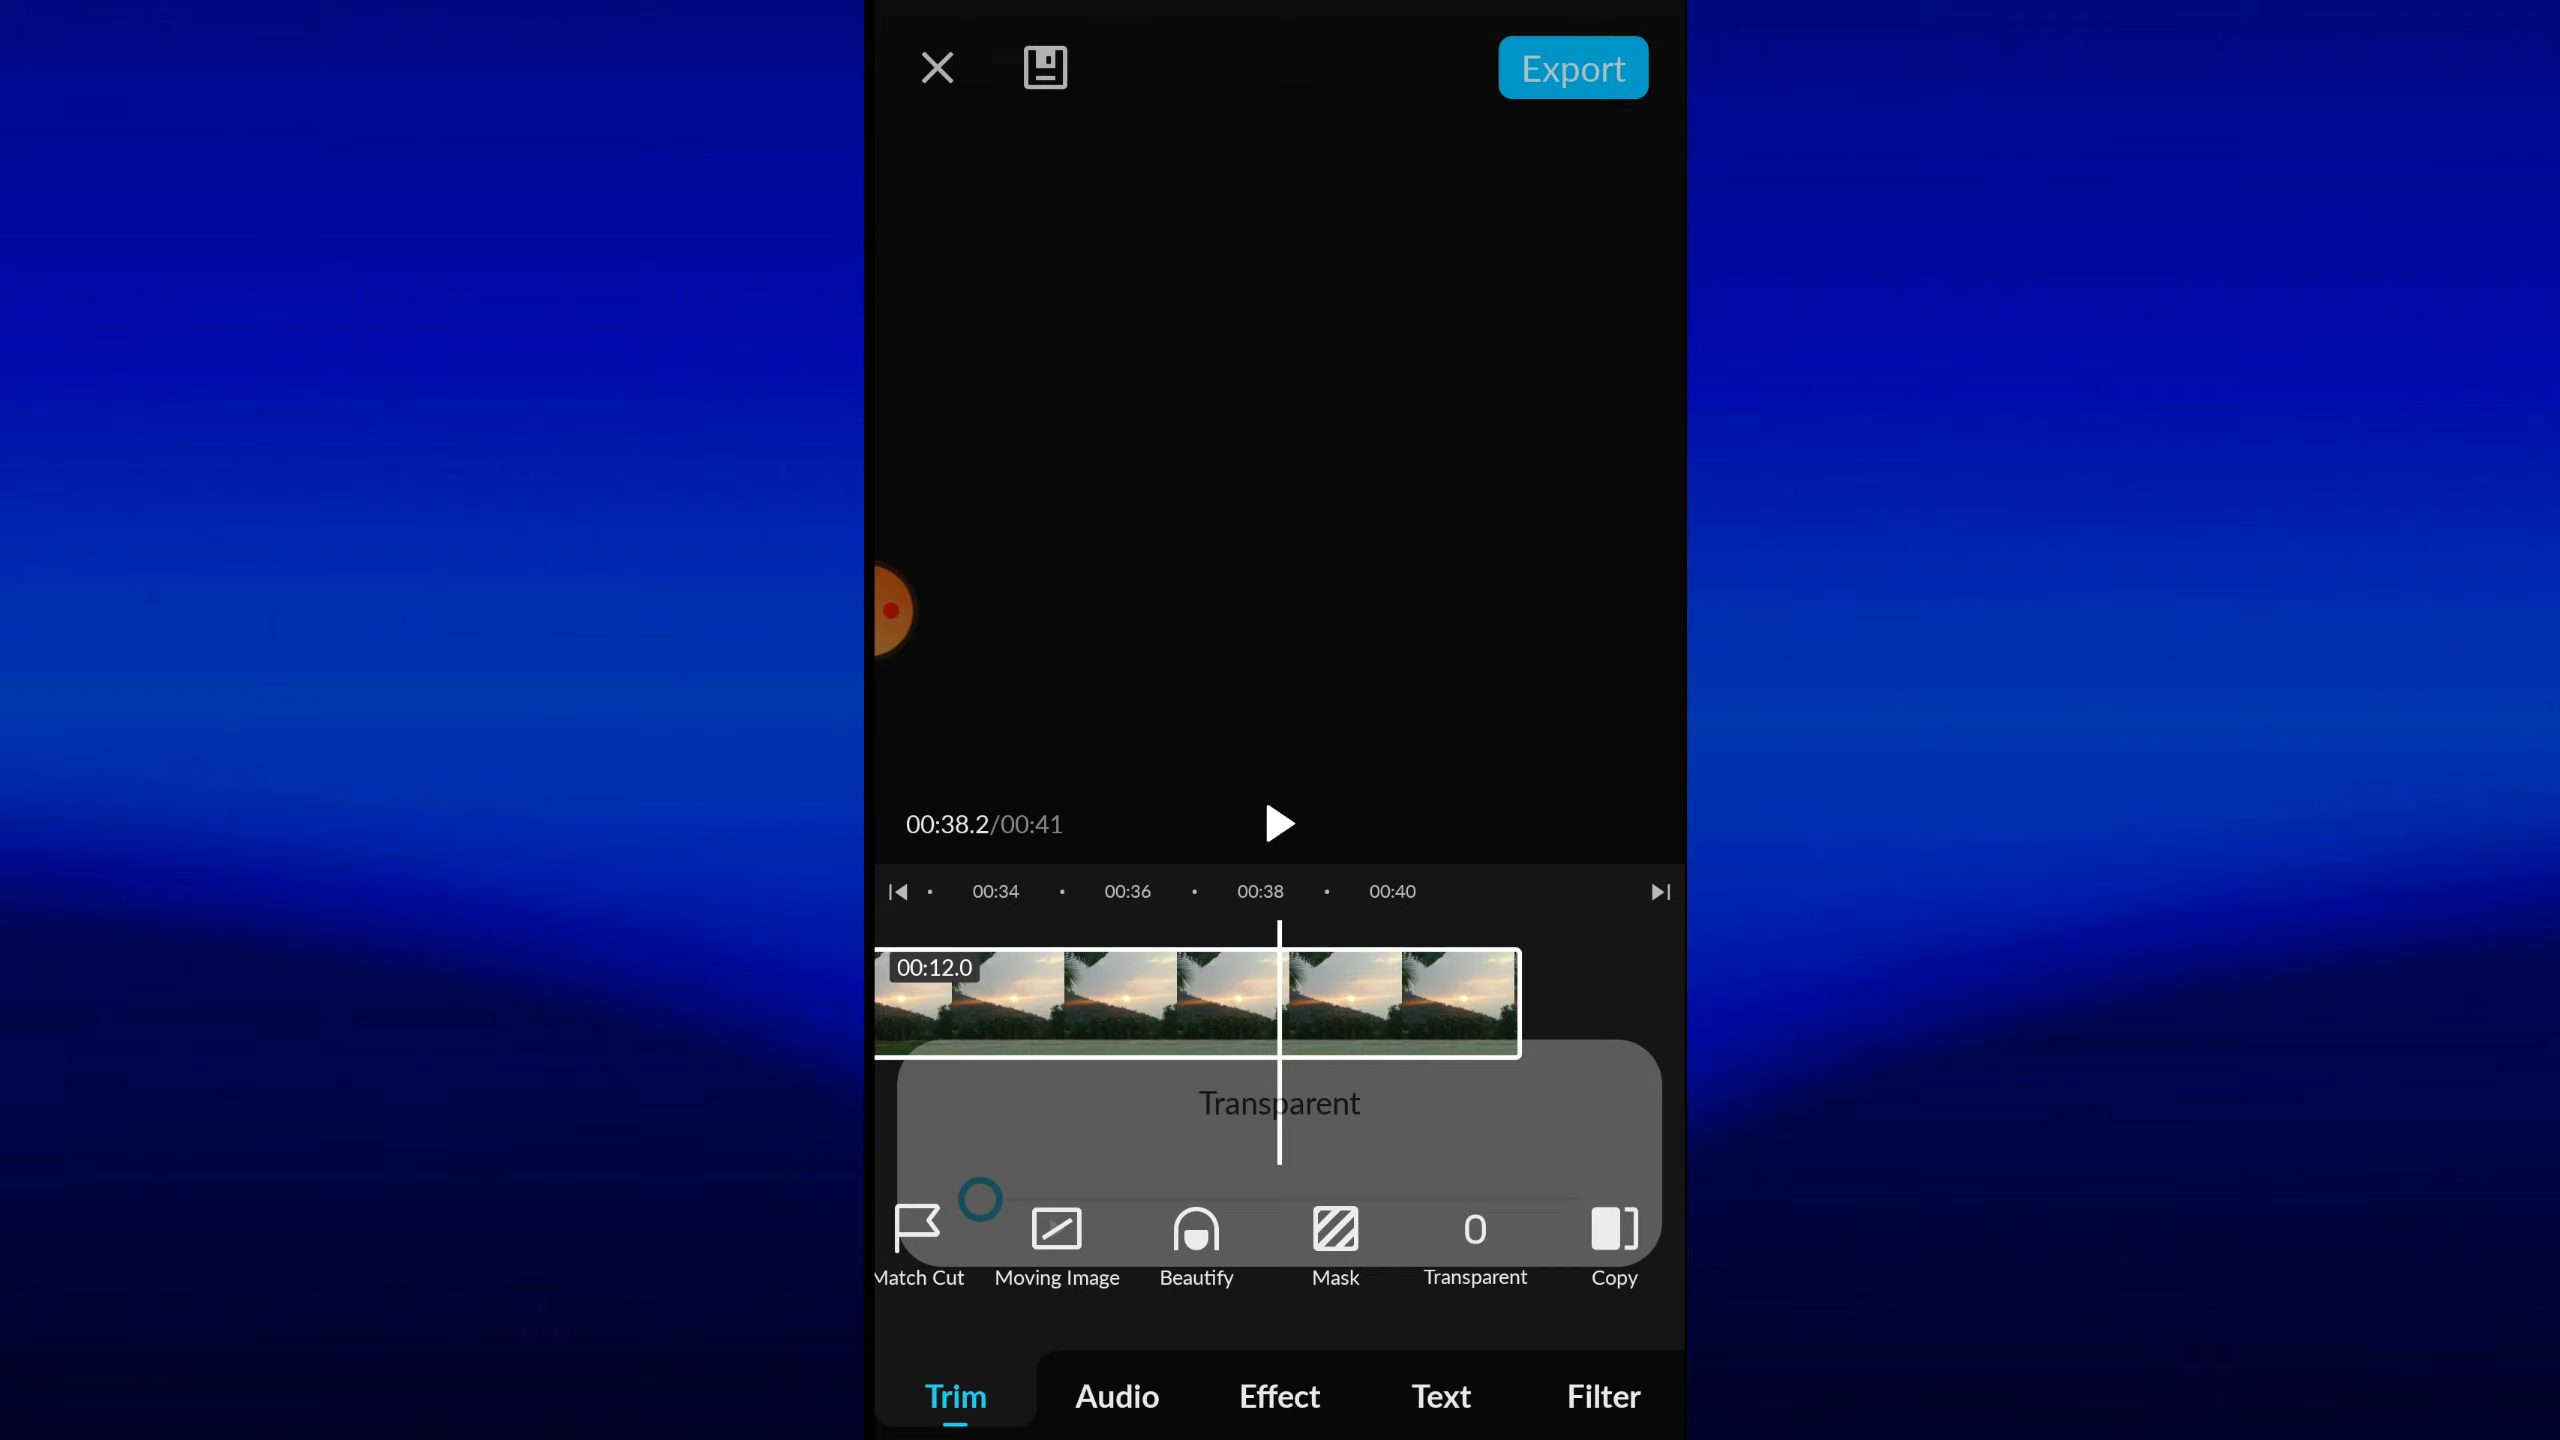 Export
00:38.2/00:41
00:34 00:36 00:38 00:40
00:12.0
Transparent
Match Cut Moving Image Beautify Mask 0 Transparent Copy
Trim Audio Effect Text Filter